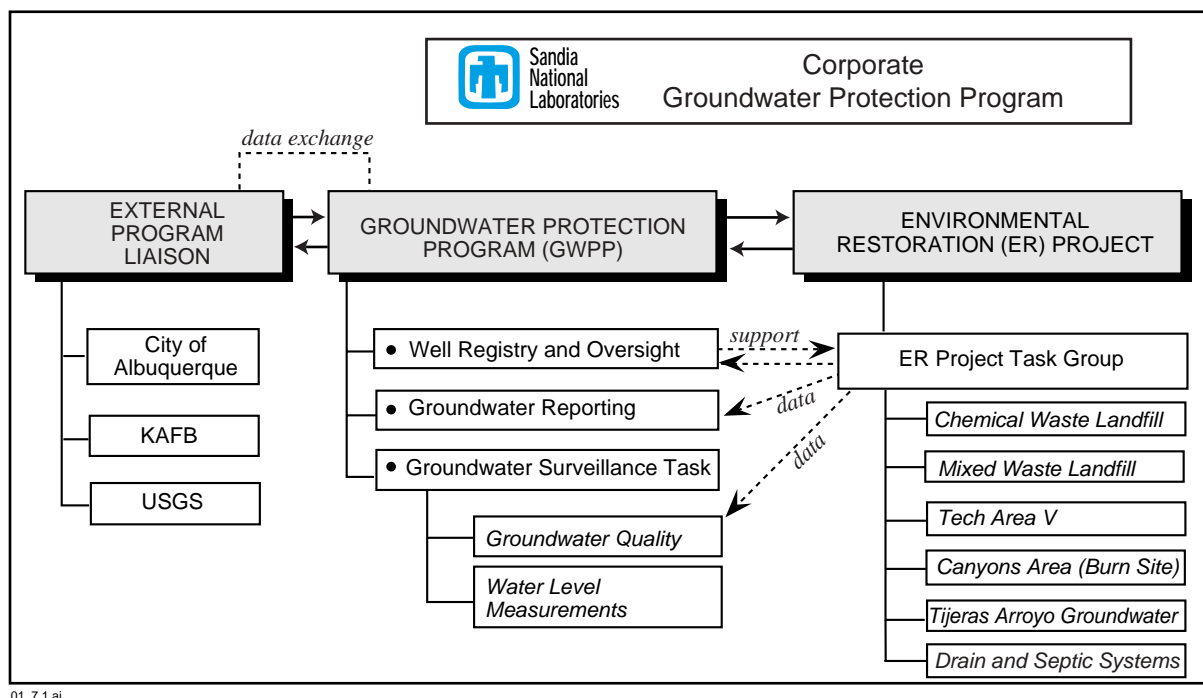 Sandia
National
Laboratories
Corporate
Groundwater Protection Program
data exchange
EXTERNAL
PROGRAM
LIAISON
GROUNDWATER PROTECTION
PROGRAM (GWPP)
ENVIRONMENTAL
RESTORATION (ER) PROJECT
City of
Albuquerque
KAFB
USGS
• Well Registry and Oversight
• Groundwater Reporting
• Groundwater Surveillance Task
Groundwater Quality
Water Level
Measurements
support
data
data
ER Project Task Group
Chemical Waste Landfill
Mixed Waste Landfill
Tech Area V
Canyons Area (Burn Site)
Tijeras Arroyo Groundwater
Drain and Septic Systems
01_7.1.ai